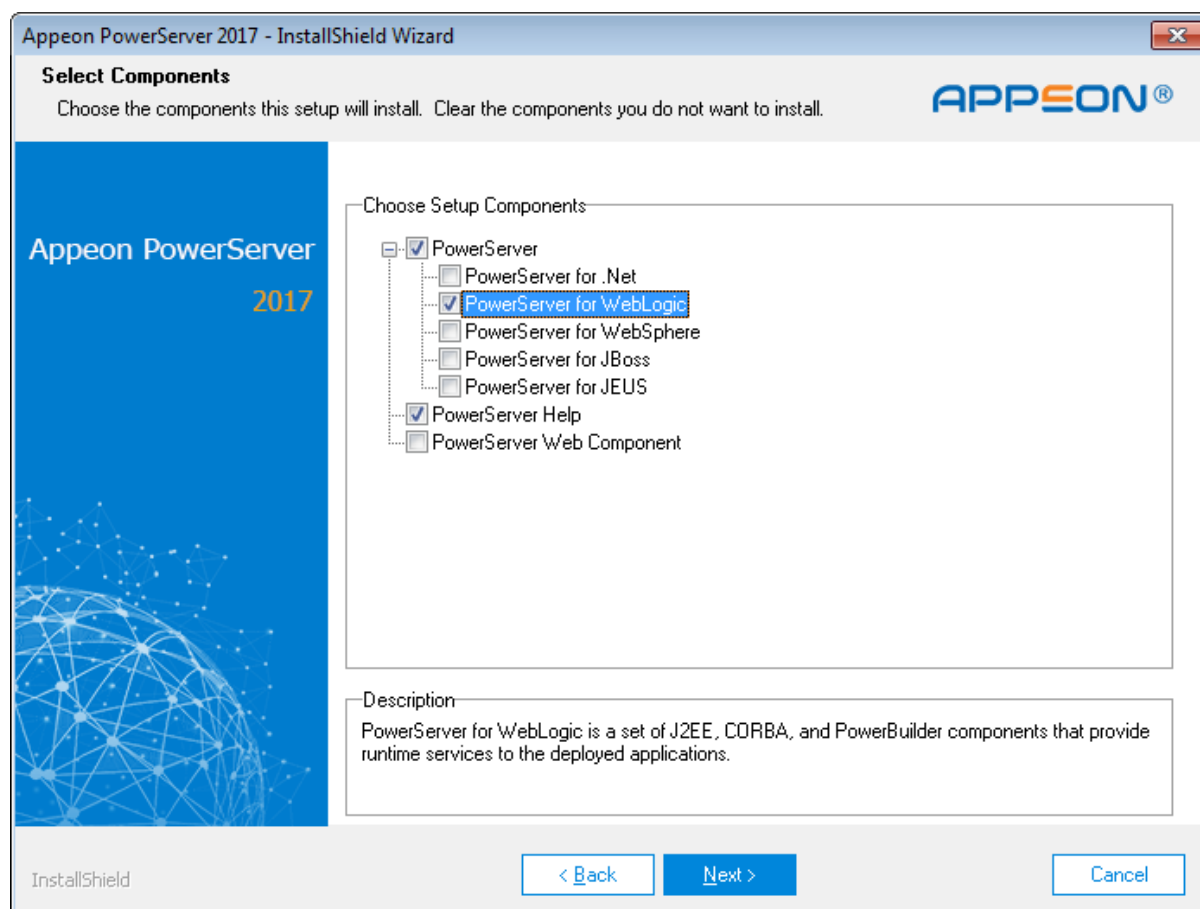 Appeon PowerServer 2017 - InstallShield Wizard
Select Components
Choose the components this setup will install. Clear the components you do not want to install.
APPEON®
Appeon PowerServer
2017
Choose Setup Components
PowerServer
PowerServer for .Net
PowerServer for WebLogic
PowerServer for WebSphere
PowerServer for JBoss
PowerServer for JEUS
PowerServer Help
PowerServer Web Component
Description
PowerServer for WebLogic is a set of J2EE, CORBA, and PowerBuilder components that provide
runtime services to the deployed applications.
InstallShield
< Back
Next >
Cancel